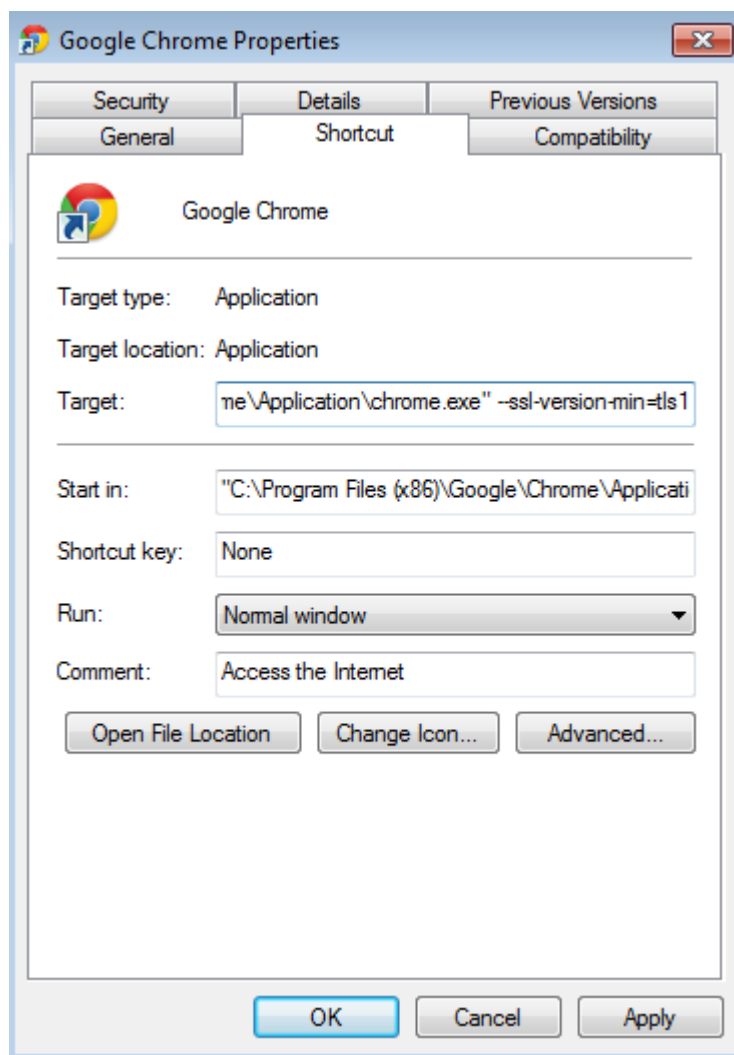 Google Chrome Properties
Security Details Previous Versions
General Shortcut Compatibility
Google Chrome
Target type: Application
Target location: Application
Target: me\Application\chrome.exe" --ssl-version-min=tls1
Start in: "C:\Program Files (x86)\Google\Chrome\Applicati
Shortcut key: None
Run: Normal window
Comment: Access the Internet
Open File Location Change Icon... Advanced...
OK Cancel Apply